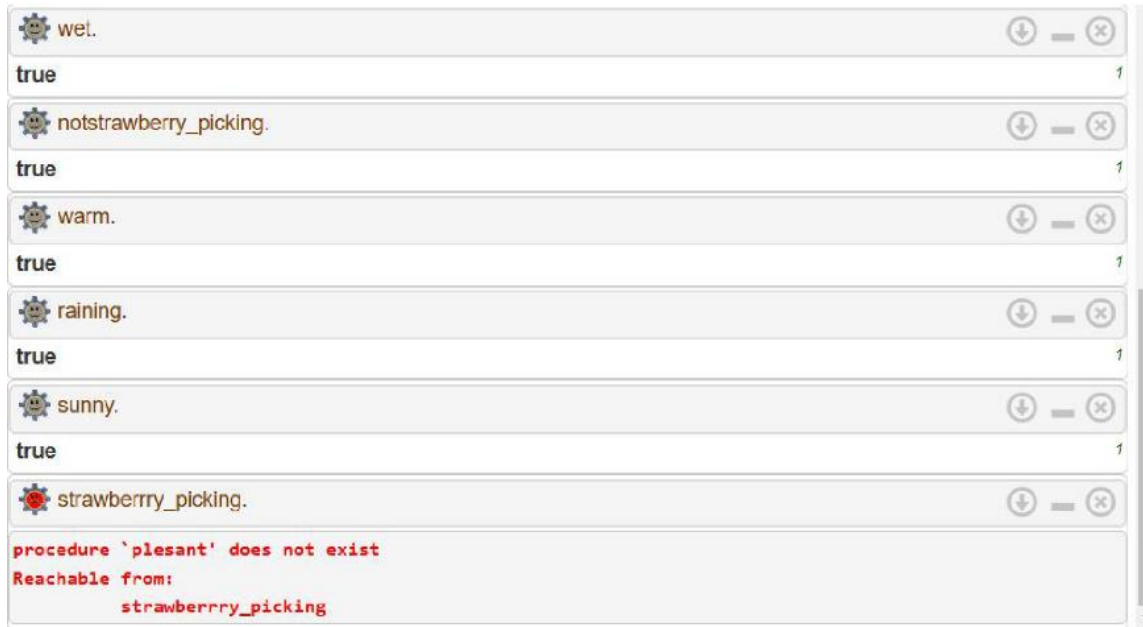 wet.
true 1
notstrawberry_picking.
true 1
warm.
true 1
raining.
true 1
sunny.
true 1
strawberrry_picking.
procedure `plesant' does not exist
Reachable from:
strawberrry_picking